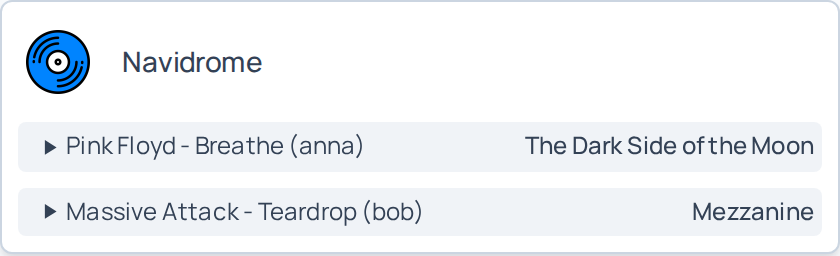 Navidrome
Pink Floyd - Breathe (anna) The Dark Side of the Moon
Massive Attack - Teardrop (bob) Mezzanine